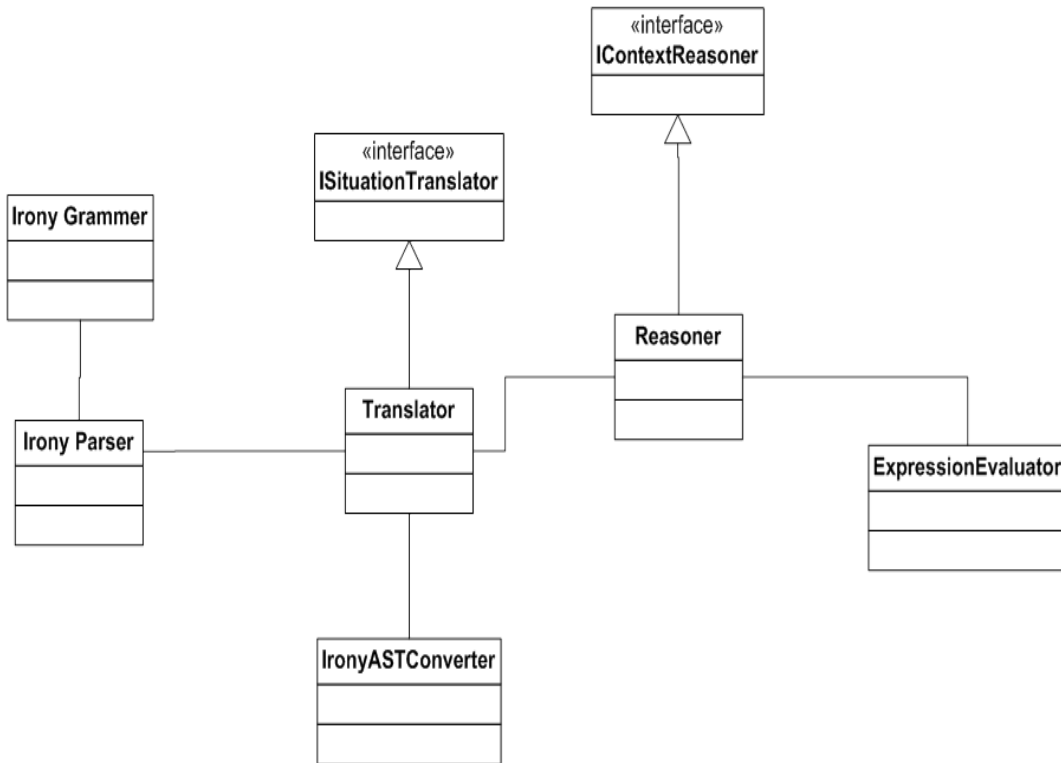 «interface»
IContextReasoner
«interface»
ISituationTranslator
Irony Grammer
Reasoner
Translator
Irony Parser
ExpressionEvaluator
IronyASTConverter